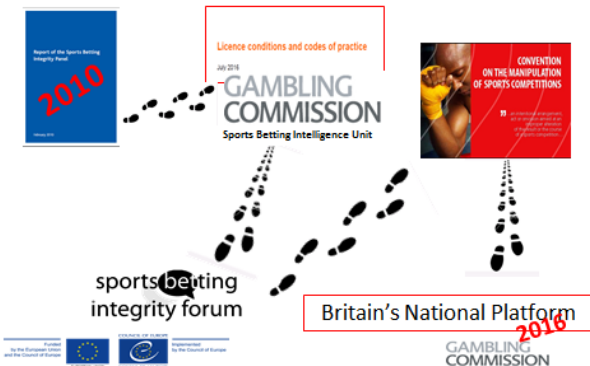 Report of the Sports Betting
Integrity Panel
2010
February 2010
Licence conditions and codes of practice
July 2016
GAMBLING
COMMISSION
Sports Betting Intelligence Unit
CONVENTION
ON THE MANIPULATION
OF SPORTS COMPETITIONS
sports betting
integrity forum
Britain's National Platform
2016
GAMBLING
COMMISSION
Funded
by the European Union
and the Council of Europe
COUNCIL OF EUROPE
Implemented
by the Council of Europe